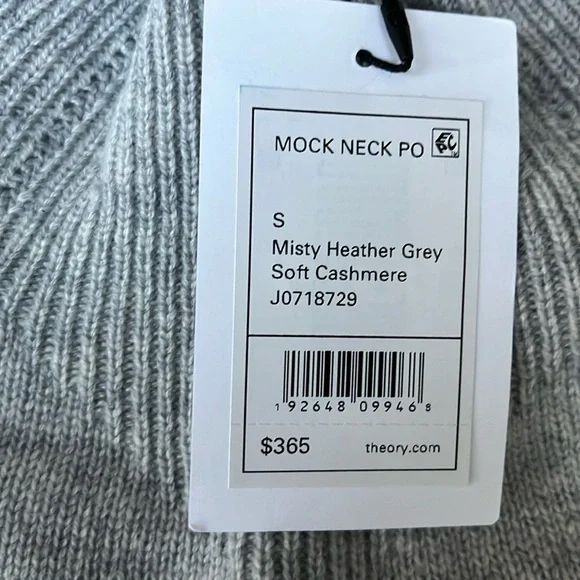 MOCK NECK PO
S
Misty Heather Grey
Soft Cashmere
J0718729
1 92648 09946 8
$365 theory.com